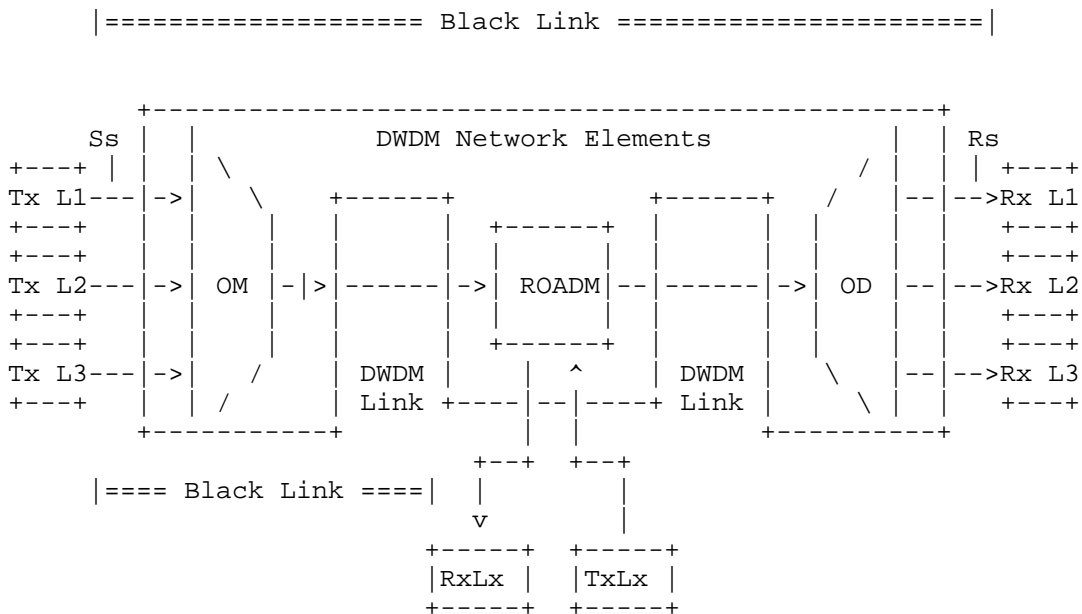 |==================== Black Link =======================|
DWDM Network Elements
Ss Rs
Tx L1 Rx L1
Tx L2 OM ROADM OD Rx L2
Tx L3 DWDM DWDM Rx L3
Link Link
|==== Black Link ====|
v
RxLx TxLx